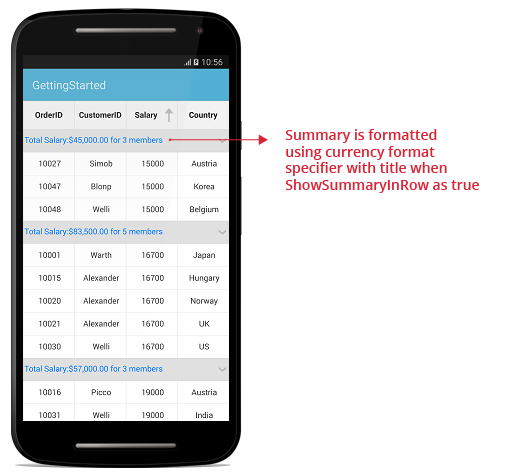 10:56
GettingStarted
OrderID CustomerID Salary Country
Total Salary:$45,000.00 for 3 members
10027 Simob 15000 Austria
10047 Blonp 15000 Korea
10048 Welli 15000 Belgium
Total Salary:$83,500.00 for 5 members
10001 Warth 16700 Japan
10015 Alexander 16700 Hungary
10020 Alexander 16700 Norway
10021 Alexander 16700 UK
10030 Welli 16700 US
Total Salary:$57,000.00 for 3 members
10016 Picco 19000 Austria
10031 Welli 19000 India
Summary is formatted
using currency format
specifier with title when
ShowSummaryInRow as true